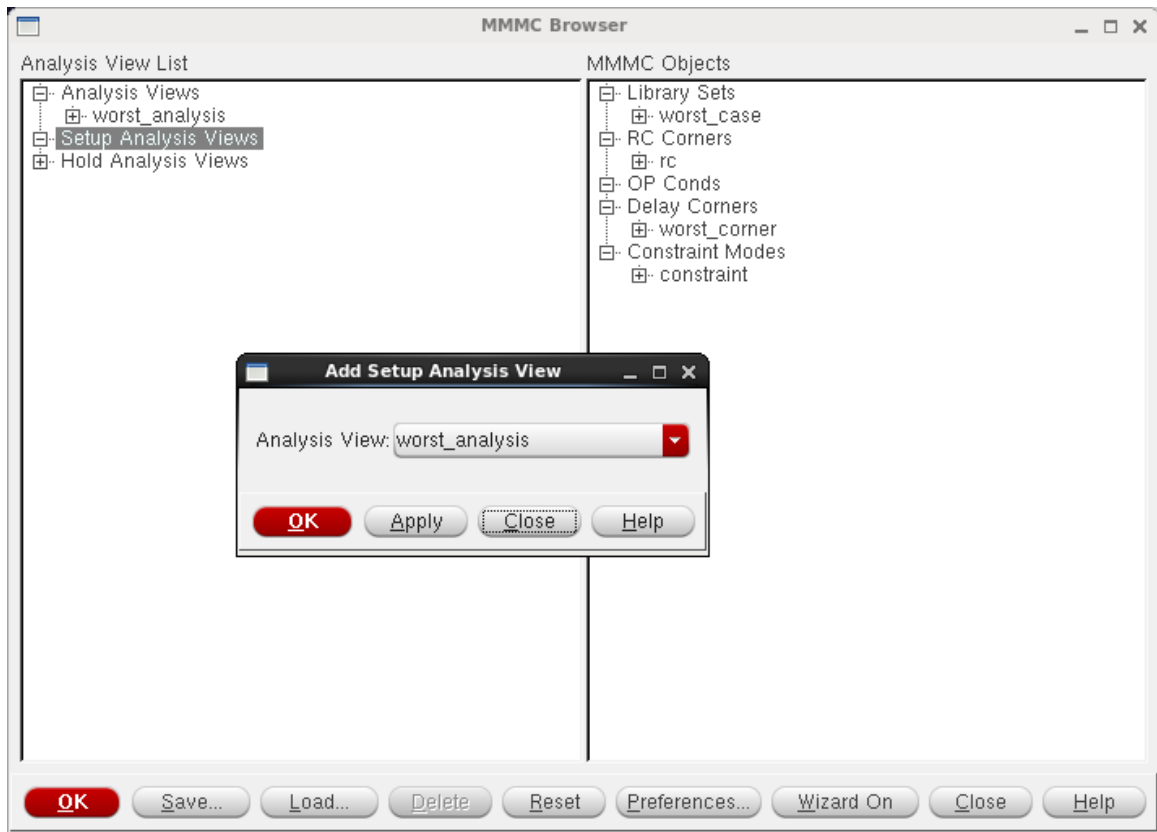 MMMC Browser
Analysis View List
Analysis Views
worst_analysis
Setup Analysis Views
Hold Analysis Views
MMMC Objects
Library Sets
worst_case
RC Corners
rc
OP Conds
Delay Corners
worst_corner
Constraint Modes
constraint
Add Setup Analysis View
Analysis View: worst_analysis
OK Apply Close Help
OK Save... Load... Delete Reset Preferences... Wizard On Close Help